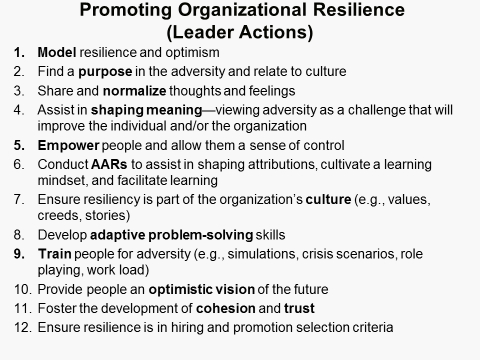 Promoting Organizational Resilience
(Leader Actions)
1. Model resilience and optimism
2. Find a purpose in the adversity and relate to culture
3. Share and normalize thoughts and feelings
4. Assist in shaping meaning—viewing adversity as a challenge that will
improve the individual and/or the organization
5. Empower people and allow them a sense of control
6. Conduct AARs to assist in shaping attributions, cultivate a learning
mindset, and facilitate learning
7. Ensure resiliency is part of the organization's culture (e.g., values,
creeds, stories)
8. Develop adaptive problem-solving skills
9. Train people for adversity (e.g., simulations, crisis scenarios, role
playing, work load)
10. Provide people an optimistic vision of the future
11. Foster the development of cohesion and trust
12. Ensure resilience is in hiring and promotion selection criteria